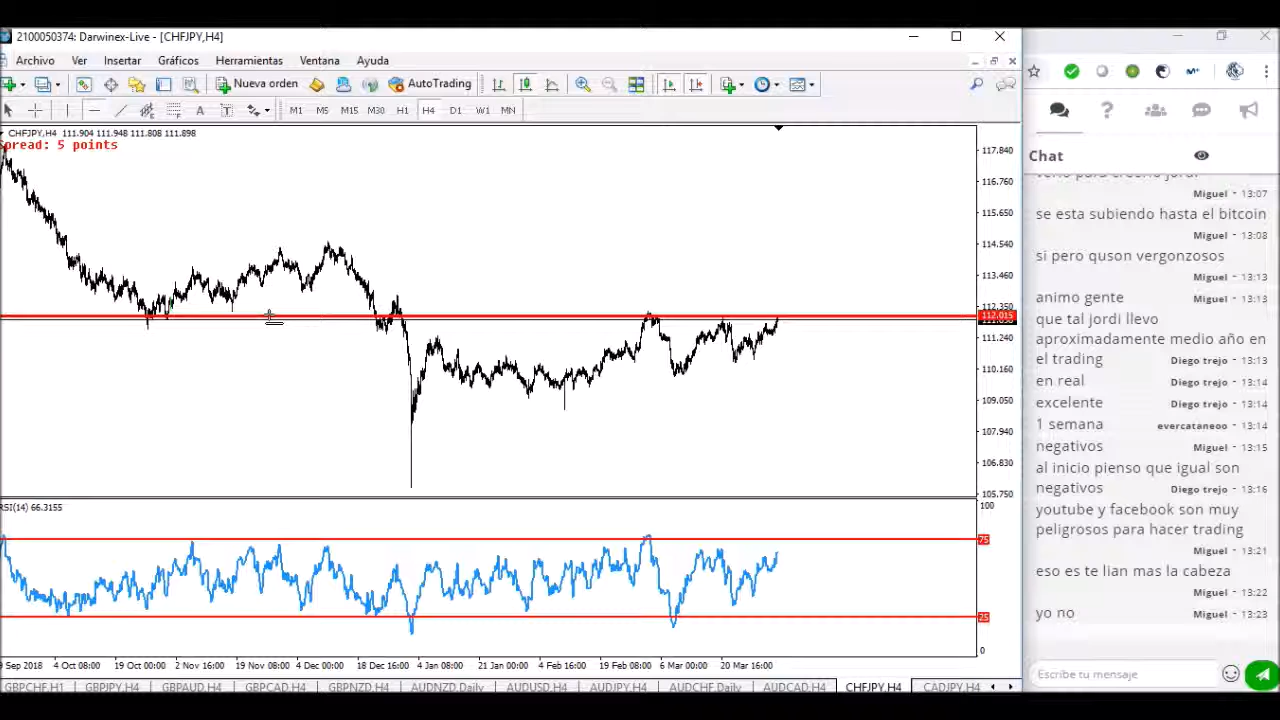 2100050374: Darwinex-Live - [CHFJPY,H4]
Archivo Ver Insertar Gráficos Herramientas Ventana Ayuda
Nueva orden AutoTrading
A T M1 M5 M15 M30 H1 H4 D1 W1 MN
CHFJPY,H4 111.904 111.948 111.808 111.898
pread: 5 points
117.840
116.760
115.650
114.540
113.460
112.350
112.015
111.240
110.160
109.050
107.940
106.830
105.750
RSI(14) 66.3155
100
75
25
0
Sep 2018 4 Oct 08:00 19 Oct 00:00 2 Nov 16:00 19 Nov 08:00 4 Dec 00:00 18 Dec 16:00 4 Jan 08:00 21 Jan 00:00 4 Feb 16:00 19 Feb 08:00 6 Mar 00:00 20 Mar 16:00
GBPCHF,H1 GBPJPY,H4 GBPAUD,H4 GBPCAD,H4 GBPNZD,H4 AUDNZD,Daily AUDUSD,H4 AUDJPY,H4 AUDCHF,Daily AUDCAD,H4 CHFJPY,H4 CADJPY,H4
Chat
Miguel - 13:07
se esta subiendo hasta el bitcoin
Miguel - 13:08
si pero quson vergonzosos
Miguel - 13:13
animo gente
Miguel - 13:13
que tal jordi llevo
aproximadamente medio año en
el trading
Diego trejo - 13:13
en real
Diego trejo - 13:14
excelente
Diego trejo - 13:14
1 semana
evercataneoo - 13:14
negativos
Miguel - 13:15
al inicio pienso que igual son
negativos
Diego trejo - 13:16
youtube y facebook son muy
peligrosos para hacer trading
Miguel - 13:21
eso es te lian mas la cabeza
Miguel - 13:22
yo no
Miguel - 13:23
Escribe tu mensaje